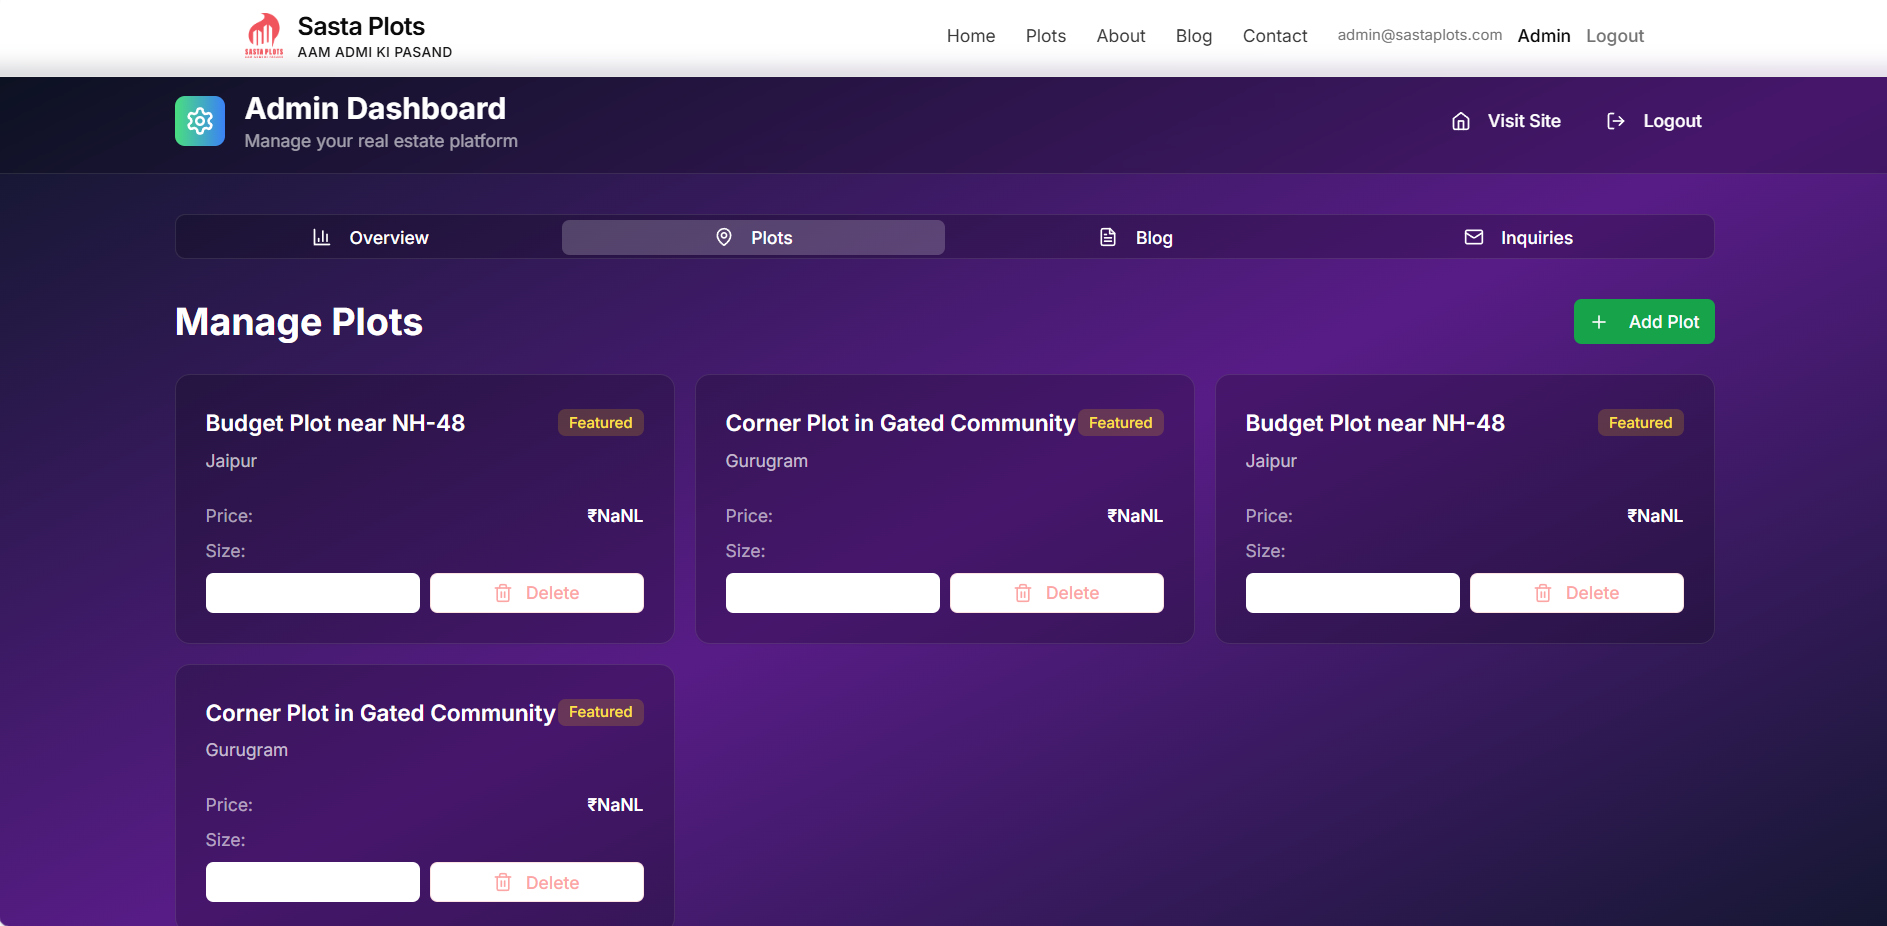 Sasta Plots
AAM ADMI KI PASAND
SASTA PLOTS
Home Plots About Blog Contact admin@sastaplots.com Admin Logout
Admin Dashboard
Manage your real estate platform
Visit Site Logout
Overview Plots Blog Inquiries
Manage Plots
+ Add Plot
Budget Plot near NH-48 Featured
Jaipur
Price: ₹NaNL
Size:
Delete
Corner Plot in Gated Community Featured
Gurugram
Price: ₹NaNL
Size:
Delete
Budget Plot near NH-48 Featured
Jaipur
Price: ₹NaNL
Size:
Delete
Corner Plot in Gated Community Featured
Gurugram
Price: ₹NaNL
Size:
Delete